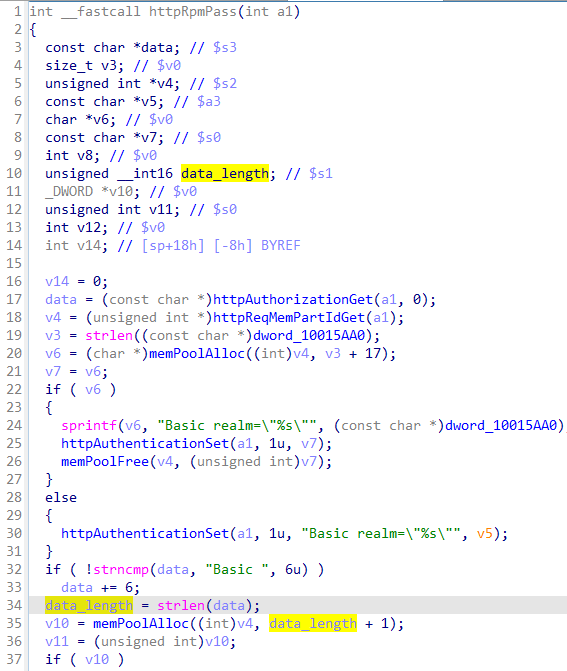 1 int __fastcall httpRpmPass(int a1)
2 {
3 const char *data; // $s3
4 size_t v3; // $v0
5 unsigned int *v4; // $s2
6 const char *v5; // $a3
7 char *v6; // $v0
8 const char *v7; // $s0
9 int v8; // $v0
10 unsigned __int16 data_length; // $s1
11 _DWORD *v10; // $v0
12 unsigned int v11; // $s0
13 int v12; // $v0
14 int v14; // [sp+18h] [-8h] BYREF
15
16 v14 = 0;
17 data = (const char *)httpAuthorizationGet(a1, 0);
18 v4 = (unsigned int *)httpReqMemPartIdGet(a1);
19 v3 = strlen((const char *)dword_10015AA0);
20 v6 = (char *)memPoolAlloc((int)v4, v3 + 17);
21 v7 = v6;
22 if ( v6 )
23 {
24 sprintf(v6, "Basic realm=\"%s\"", (const char *)dword_10015AA0)
25 httpAuthenticationSet(a1, 1u, v7);
26 memPoolFree(v4, (unsigned int)v7);
27 }
28 else
29 {
30 httpAuthenticationSet(a1, 1u, "Basic realm=\"%s\"", v5);
31 }
32 if ( !strncmp(data, "Basic ", 6u) )
33 data += 6;
34 data_length = strlen(data);
35 v10 = memPoolAlloc((int)v4, data_length + 1);
36 v11 = (unsigned int)v10;
37 if ( v10 )